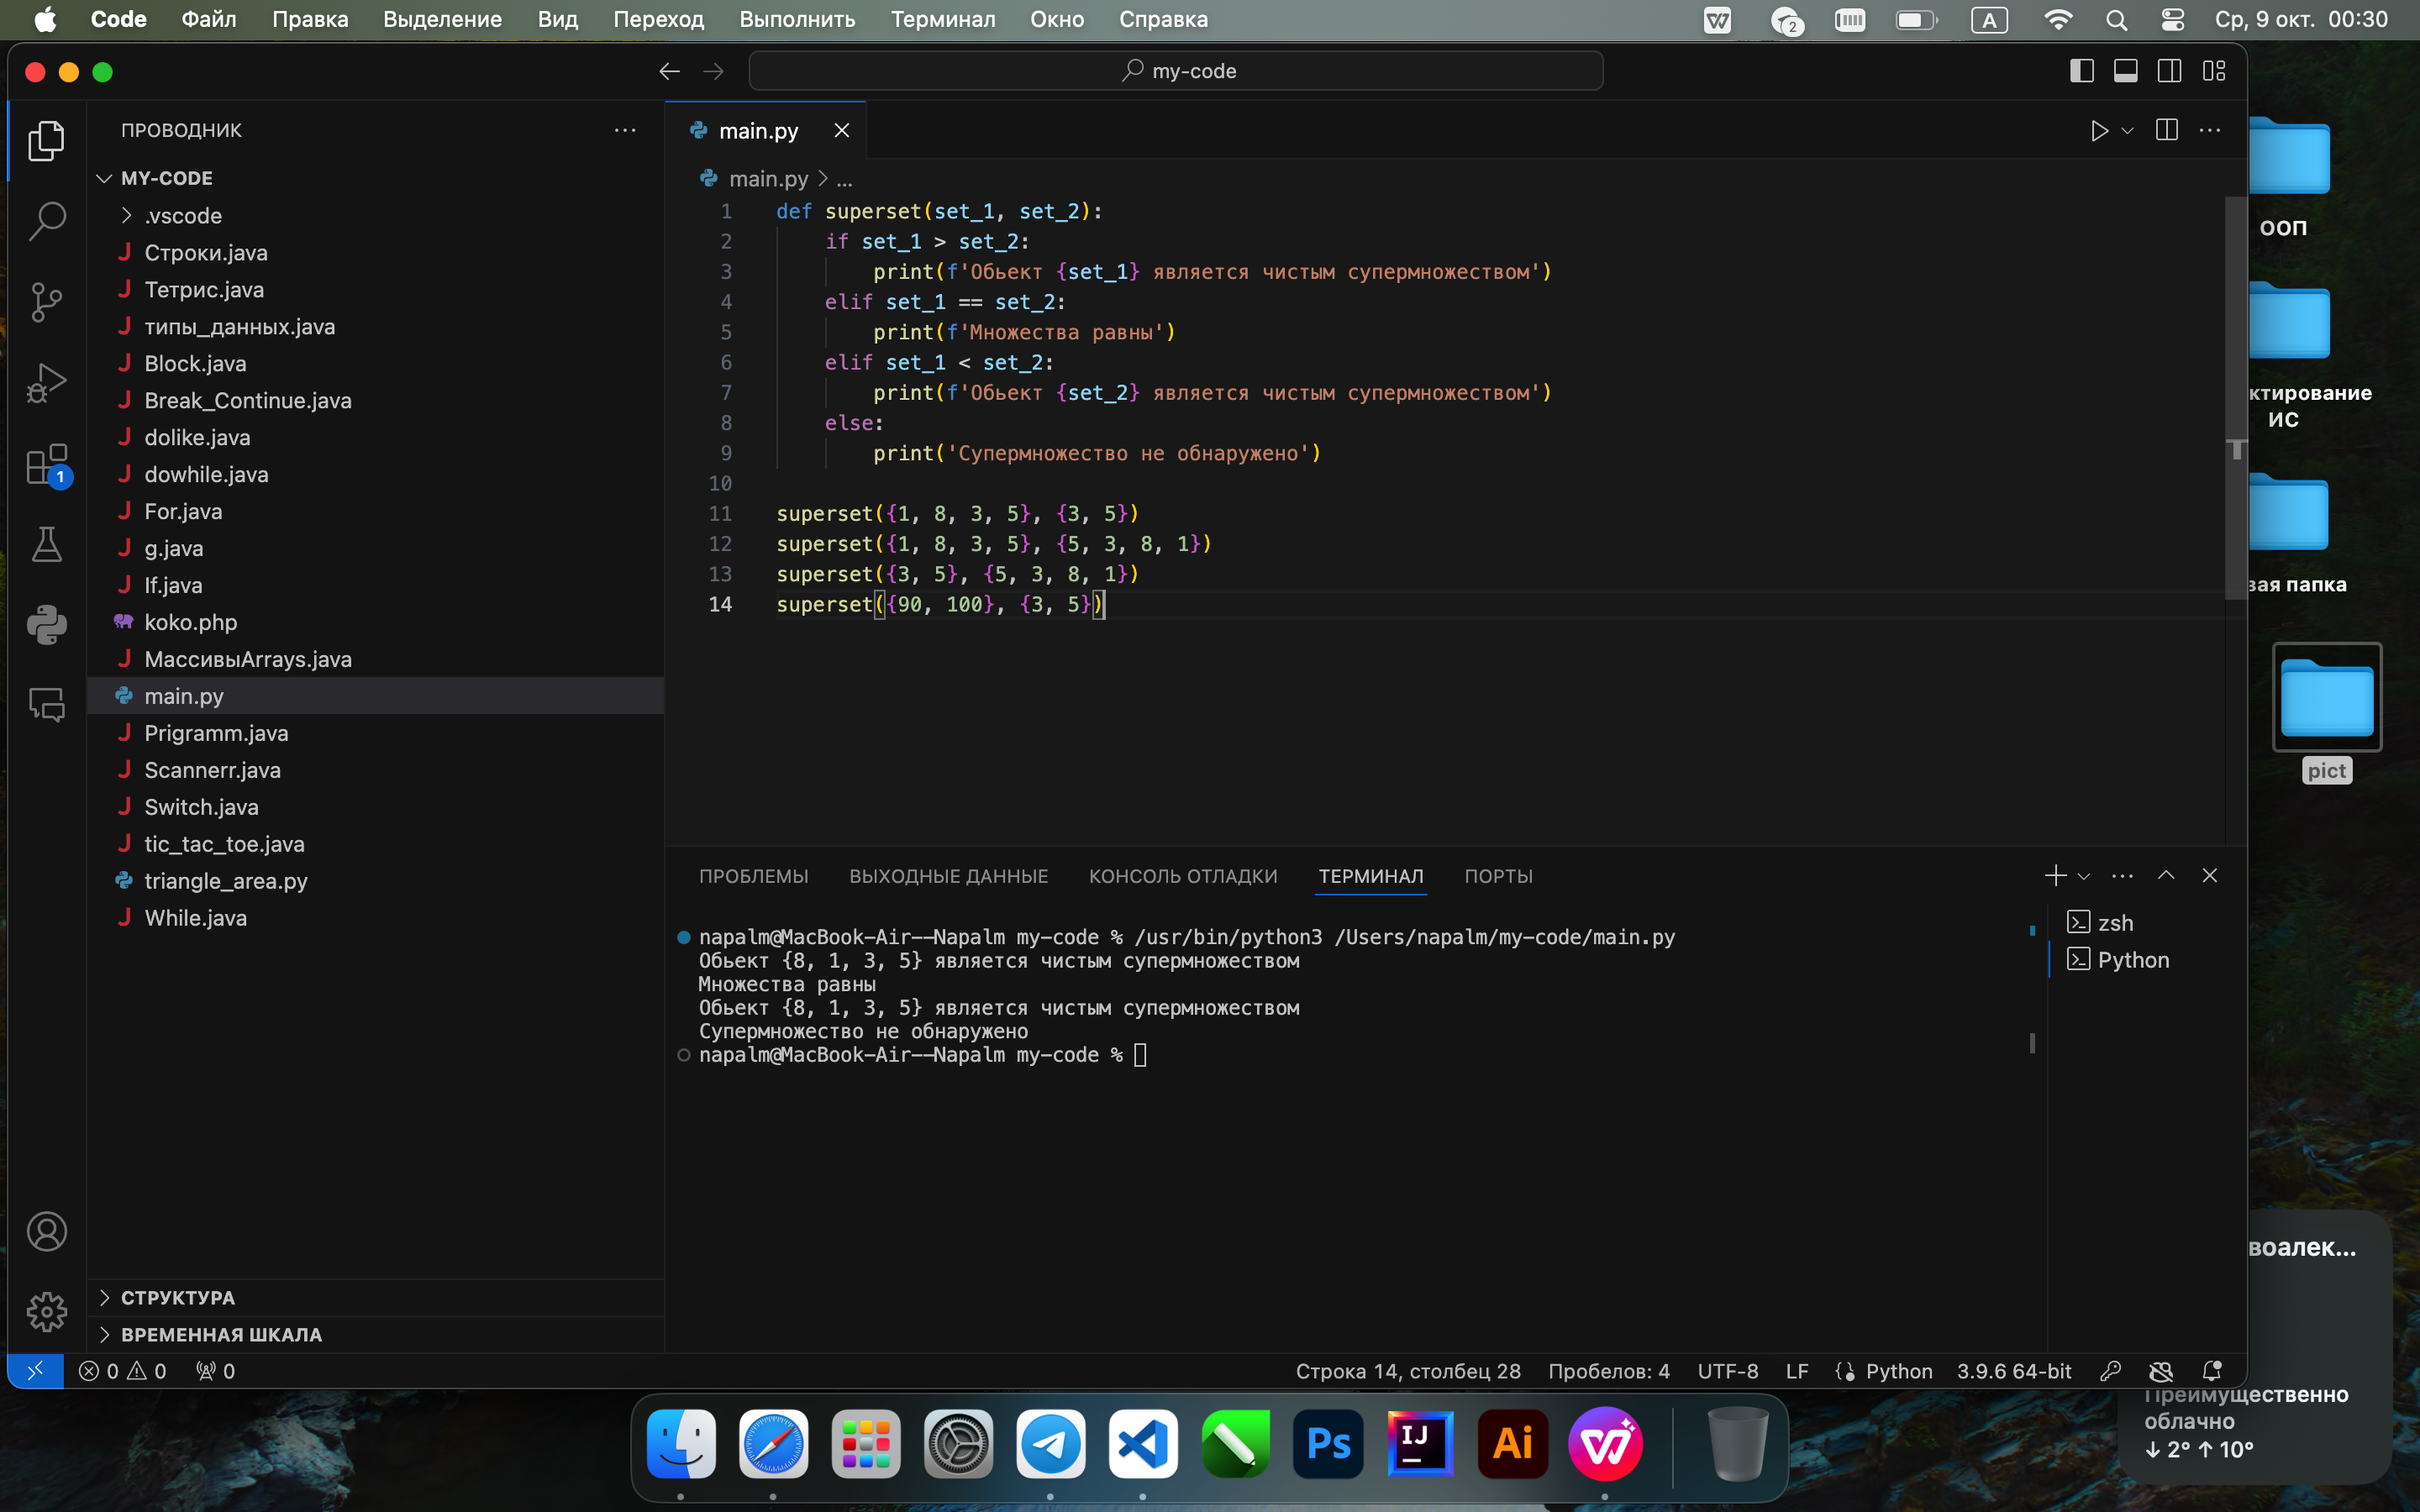 Code Файл Правка Выделение Вид Переход Выполнить Терминал Окно Справка 2 A Ср, 9 окт. 00:30
my-code
ПРОВОДНИК
MY-CODE
.vscode
Строки.java
Тетрис.java
типы_данных.java
Block.java
Break_Continue.java
dolike.java
dowhile.java
For.java
g.java
If.java
koko.php
МассивыArrays.java
main.py
Prigramm.java
Scannerr.java
Switch.java
tic_tac_toe.java
triangle_area.py
While.java
СТРУКТУРА
ВРЕМЕННАЯ ШКАЛА
1
main.py
main.py > ...
1 def superset(set_1, set_2):
2 if set_1 > set_2:
3 print(f'Обьект {set_1} является чистым супермножеством')
4 elif set_1 == set_2:
5 print(f'Множества равны')
6 elif set_1 < set_2:
7 print(f'Обьект {set_2} является чистым супермножеством')
8 else:
9 print('Супермножество не обнаружено')
10
11 superset({1, 8, 3, 5}, {3, 5})
12 superset({1, 8, 3, 5}, {5, 3, 8, 1})
13 superset({3, 5}, {5, 3, 8, 1})
14 superset({90, 100}, {3, 5})
ПРОБЛЕМЫ ВЫХОДНЫЕ ДАННЫЕ КОНСОЛЬ ОТЛАДКИ ТЕРМИНАЛ ПОРТЫ
napalm@MacBook-Air--Napalm my-code % /usr/bin/python3 /Users/napalm/my-code/main.py
Обьект {8, 1, 3, 5} является чистым супермножеством
Множества равны
Обьект {8, 1, 3, 5} является чистым супермножеством
Супермножество не обнаружено
napalm@MacBook-Air--Napalm my-code %
zsh
Python
0 0 0 Строка 14, столбец 28 Пробелов: 4 UTF-8 LF Python 3.9.6 64-bit
ООП
ктирование
ИС
вая папка
pict
воалек...
Преимущественно
облачно
↓ 2° ↑ 10°
Ps IJ Ai